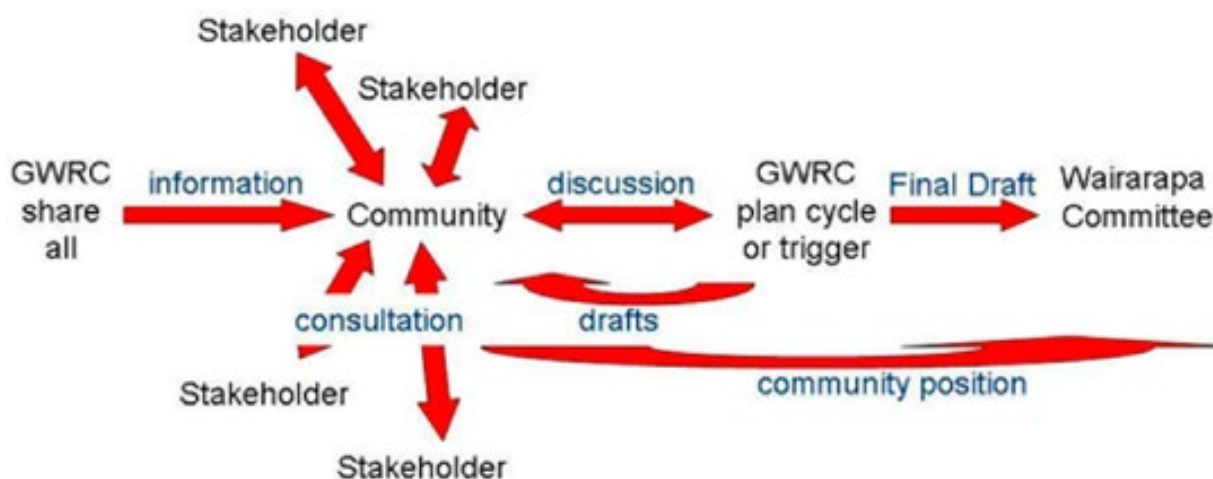 Stakeholder
Stakeholder
GWRC
share
all
information
Community
discussion
GWRC
plan cycle
or trigger
Final Draft
Wairarapa
Committee
consultation
drafts
Stakeholder
community position
Stakeholder